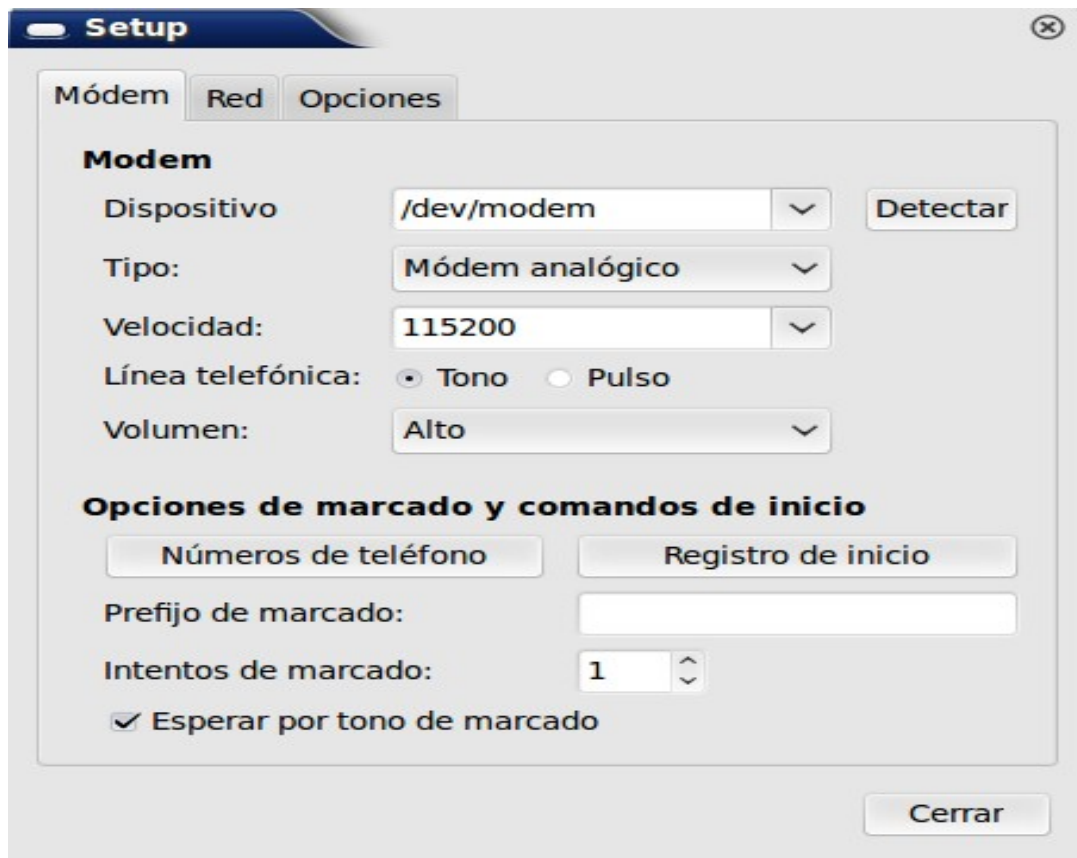 Setup
Módem Red Opciones
Modem
Dispositivo /dev/modem Detectar
Tipo: Módem analógico
Velocidad: 115200
Línea telefónica: Tono Pulso
Volumen: Alto
Opciones de marcado y comandos de inicio
Números de teléfono Registro de inicio
Prefijo de marcado:
Intentos de marcado: 1
Esperar por tono de marcado
Cerrar